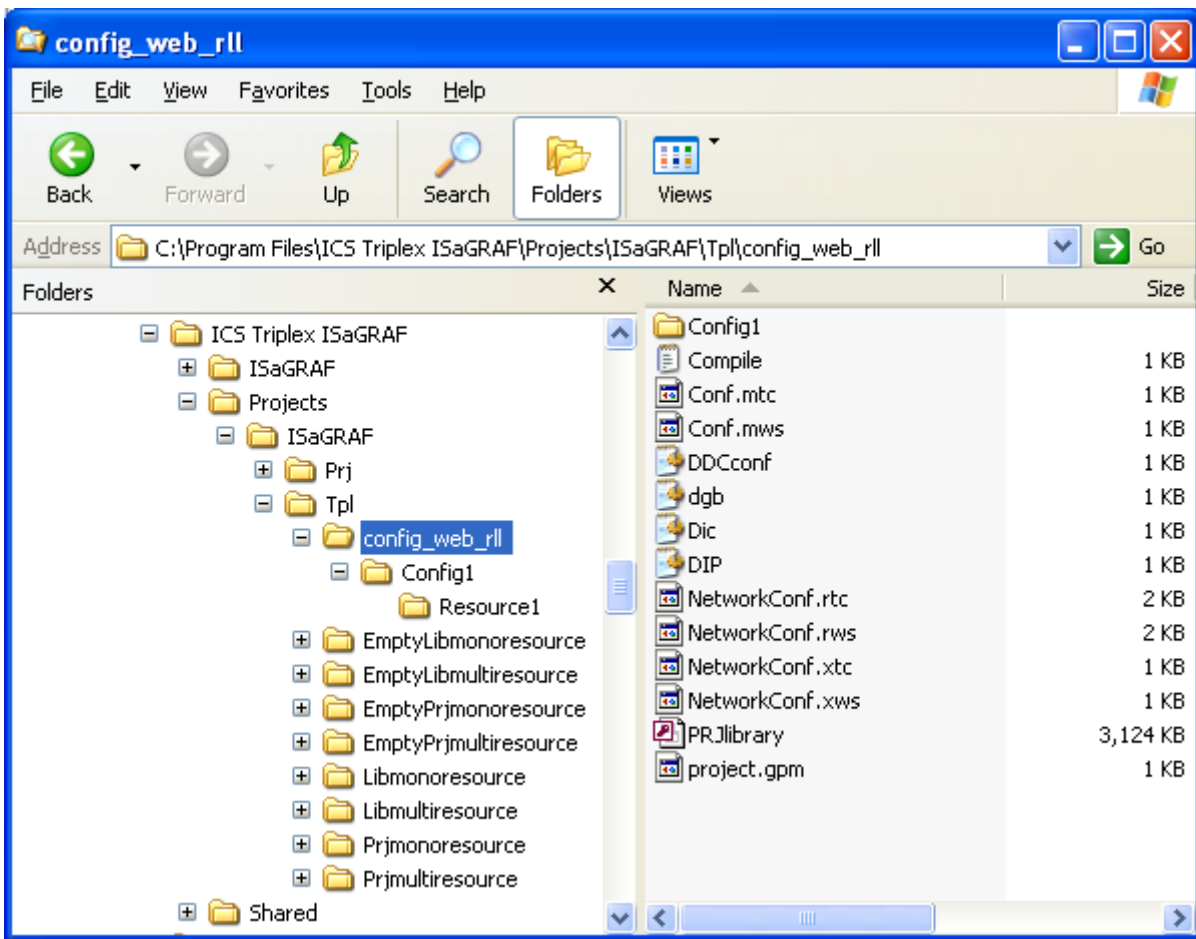 config_web_rll
File Edit View Favorites Tools Help
Back Forward Up Search Folders Views
Address C:\Program Files\ICS Triplex ISaGRAF\Projects\ISaGRAF\Tpl\config_web_rll Go
Folders
ICS Triplex ISaGRAF
ISaGRAF
Projects
ISaGRAF
Prj
Tpl
config_web_rll
Config1
Resource1
EmptyLibmonoresource
EmptyLibmultiresource
EmptyPrjmonoresource
EmptyPrjmultiresource
Libmonoresource
Libmultiresource
Prjmonoresource
Prjmultiresource
Shared
Name Size
Config1
Compile 1 KB
Conf.mtc 1 KB
Conf.mws 1 KB
DDCconf 1 KB
dgb 1 KB
Dic 1 KB
DIP 1 KB
NetworkConf.rtc 2 KB
NetworkConf.rws 2 KB
NetworkConf.xtc 1 KB
NetworkConf.xws 1 KB
PRJlibrary 3,124 KB
project.gpm 1 KB